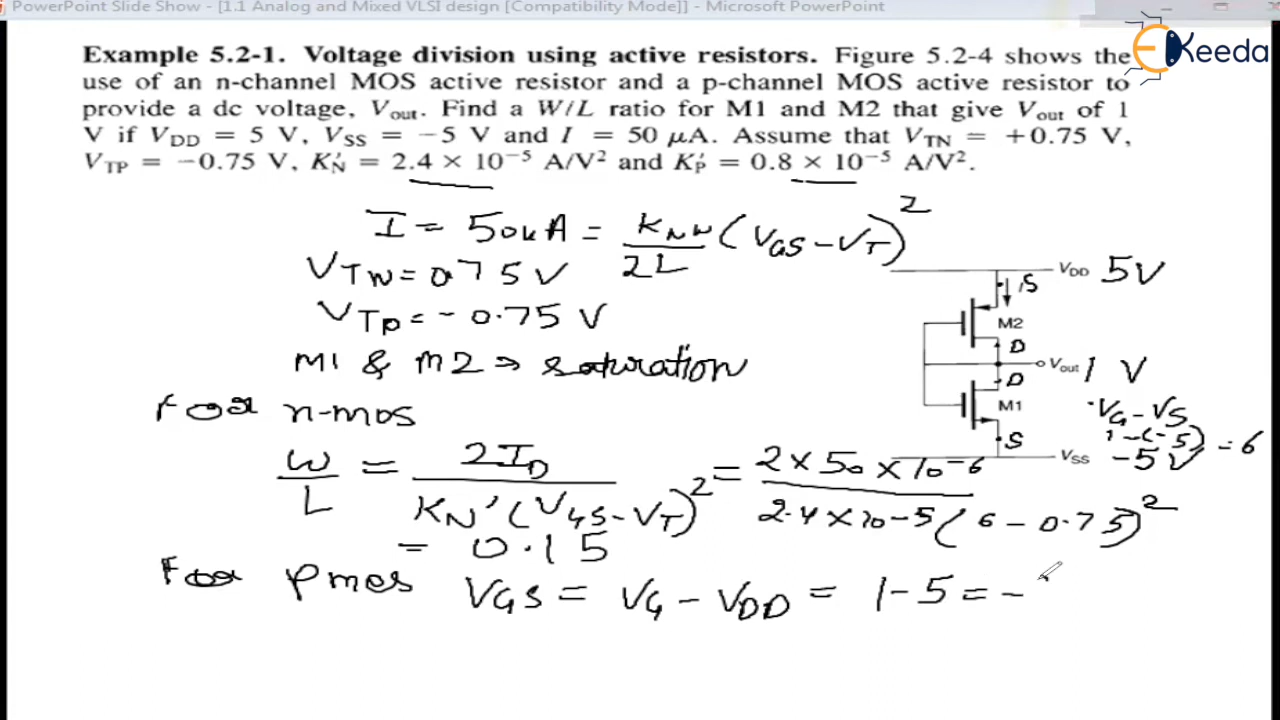 PowerPoint Slide Show - [1.1 Analog and Mixed VLSI design [Compatibility Mode]] - Microsoft PowerPoint
Keeda
Example 5.2-1. Voltage division using active resistors. Figure 5.2-4 shows the
use of an n-channel MOS active resistor and a p-channel MOS active resistor to
provide a dc voltage, Vout. Find a W/L ratio for M1 and M2 that give Vout of 1
V if VDD = 5 V, VSS = −5 V and I = 50 μA. Assume that VTN = +0.75 V,
VTP = −0.75 V, K′N = 2.4 × 10⁻⁵ A/V² and K′P = 0.8 × 10⁻⁵ A/V².
I = 50uA = KNW/2L (VGS - VT)²
VTN = 0.75 V
VTp = - 0.75 V
M1 & M2 ⇒ saturation
For n-mos
W/L = 2ID / KN' (VGS - VT)² = 2 × 50 × 10-6 / 2.4 × 10-5 (6 - 0.75)²
= 0.15
For pmos VGS = VG - VDD = 1 - 5 = -
VDD 5V
S
M2
D
Vout 1 V
D
M1
VG - VS
1-(-5) = 6
S
VSS -5V